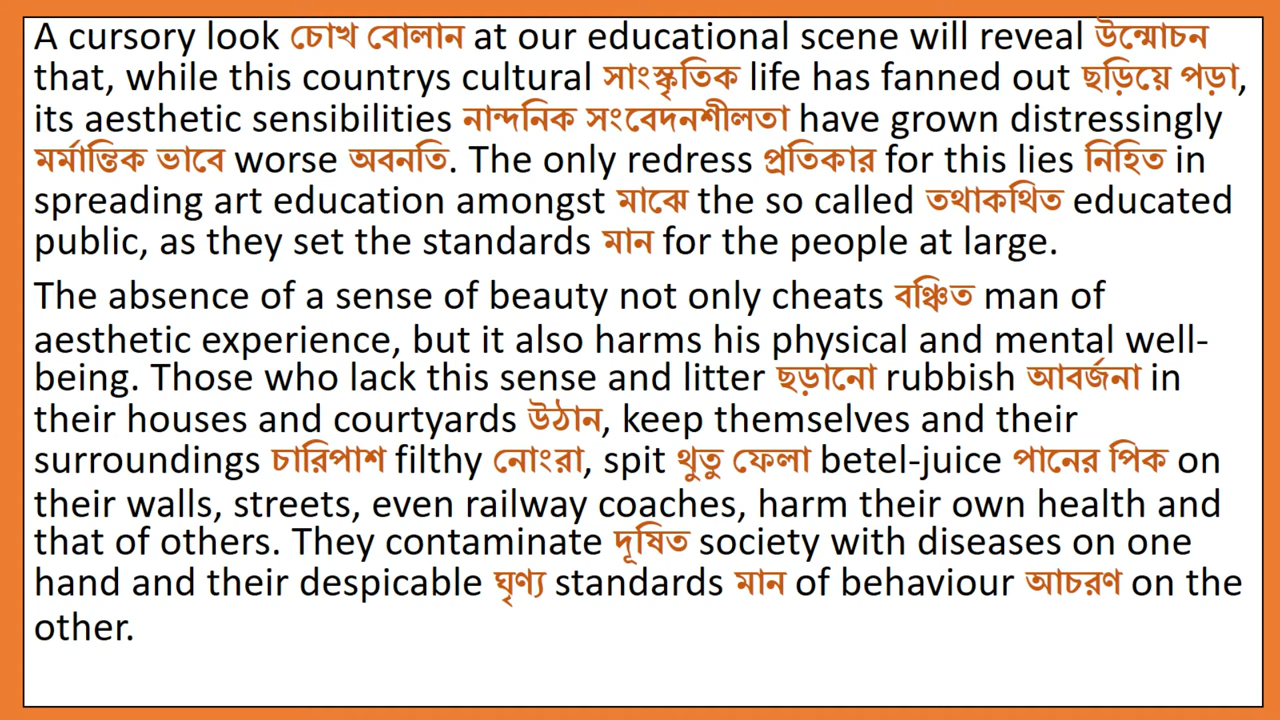 A cursory look চোখ বোলান at our educational scene will reveal উন্মোচন
that, while this countrys cultural সাংস্কৃতিক life has fanned out ছড়িয়ে পড়া,
its aesthetic sensibilities নান্দনিক সংবেদনশীলতা have grown distressingly
মর্মান্তিক ভাবে worse অবনতি. The only redress প্রতিকার for this lies নিহিত in
spreading art education amongst মাঝে the so called তথাকথিত educated
public, as they set the standards মান for the people at large.
The absence of a sense of beauty not only cheats বঞ্চিত man of
aesthetic experience, but it also harms his physical and mental well-
being. Those who lack this sense and litter ছড়ানো rubbish আবর্জনা in
their houses and courtyards উঠান, keep themselves and their
surroundings চারিপাশ filthy নোংরা, spit থুতু ফেলা betel-juice পানের পিক on
their walls, streets, even railway coaches, harm their own health and
that of others. They contaminate দূষিত society with diseases on one
hand and their despicable ঘৃণ্য standards মান of behaviour আচরণ on the
other.